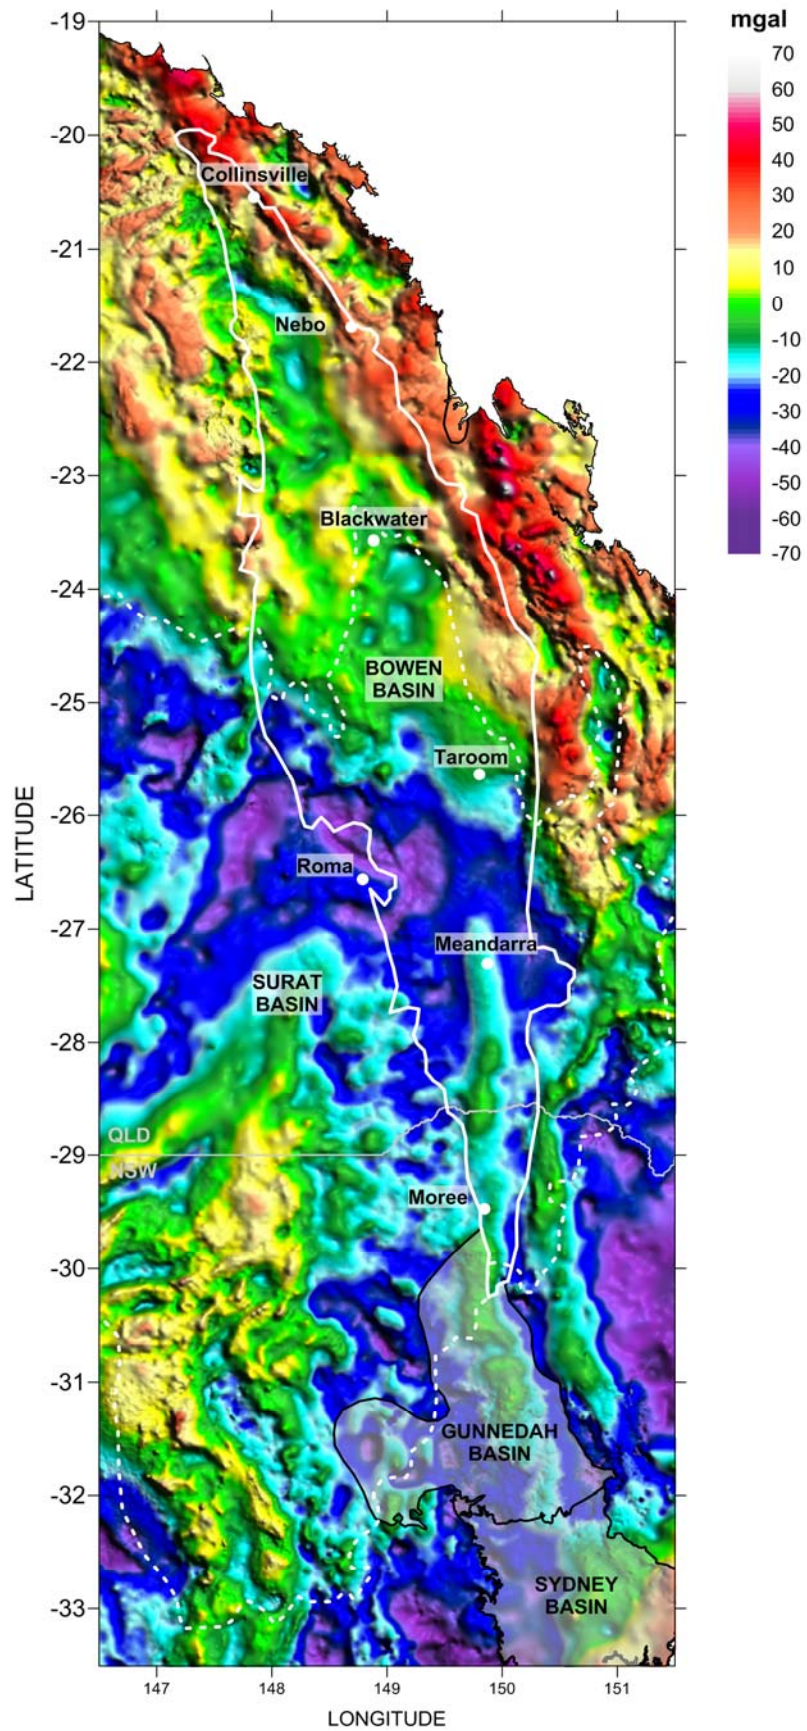 mgal
70
60
50
40
30
20
10
0
-10
-20
-30
-40
-50
-60
-70
-19
-20
-21
-22
-23
-24
-25
-26
-27
-28
-29
-30
-31
-32
-33
LATITUDE
Collinsville
Nebo
Blackwater
BOWEN
BASIN
Taroom
Roma
Meandarra
SURAT
BASIN
QLD
NSW
Moree
GUNNEDAH
BASIN
SYDNEY
BASIN
147
148
149
150
151
LONGITUDE